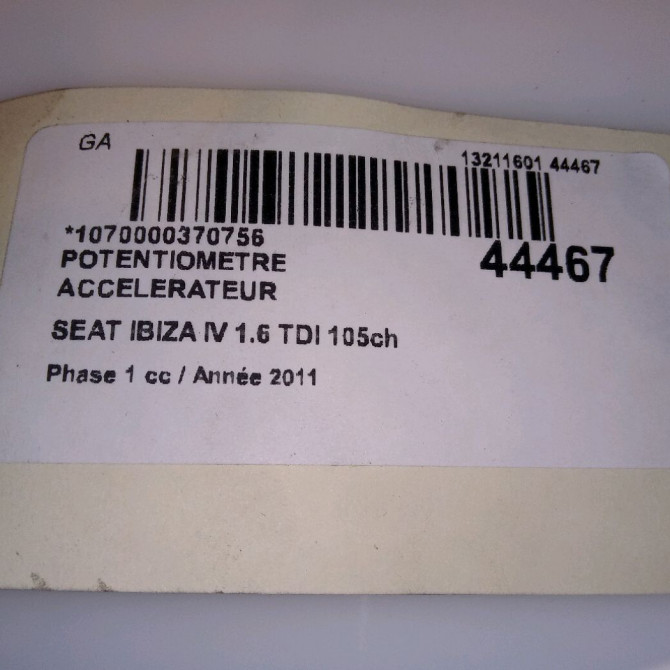 GA
13211601 44467
*1070000370756
44467
POTENTIOMETRE
ACCELERATEUR
SEAT IBIZA IV 1.6 TDI 105ch
Phase 1 cc / Année 2011